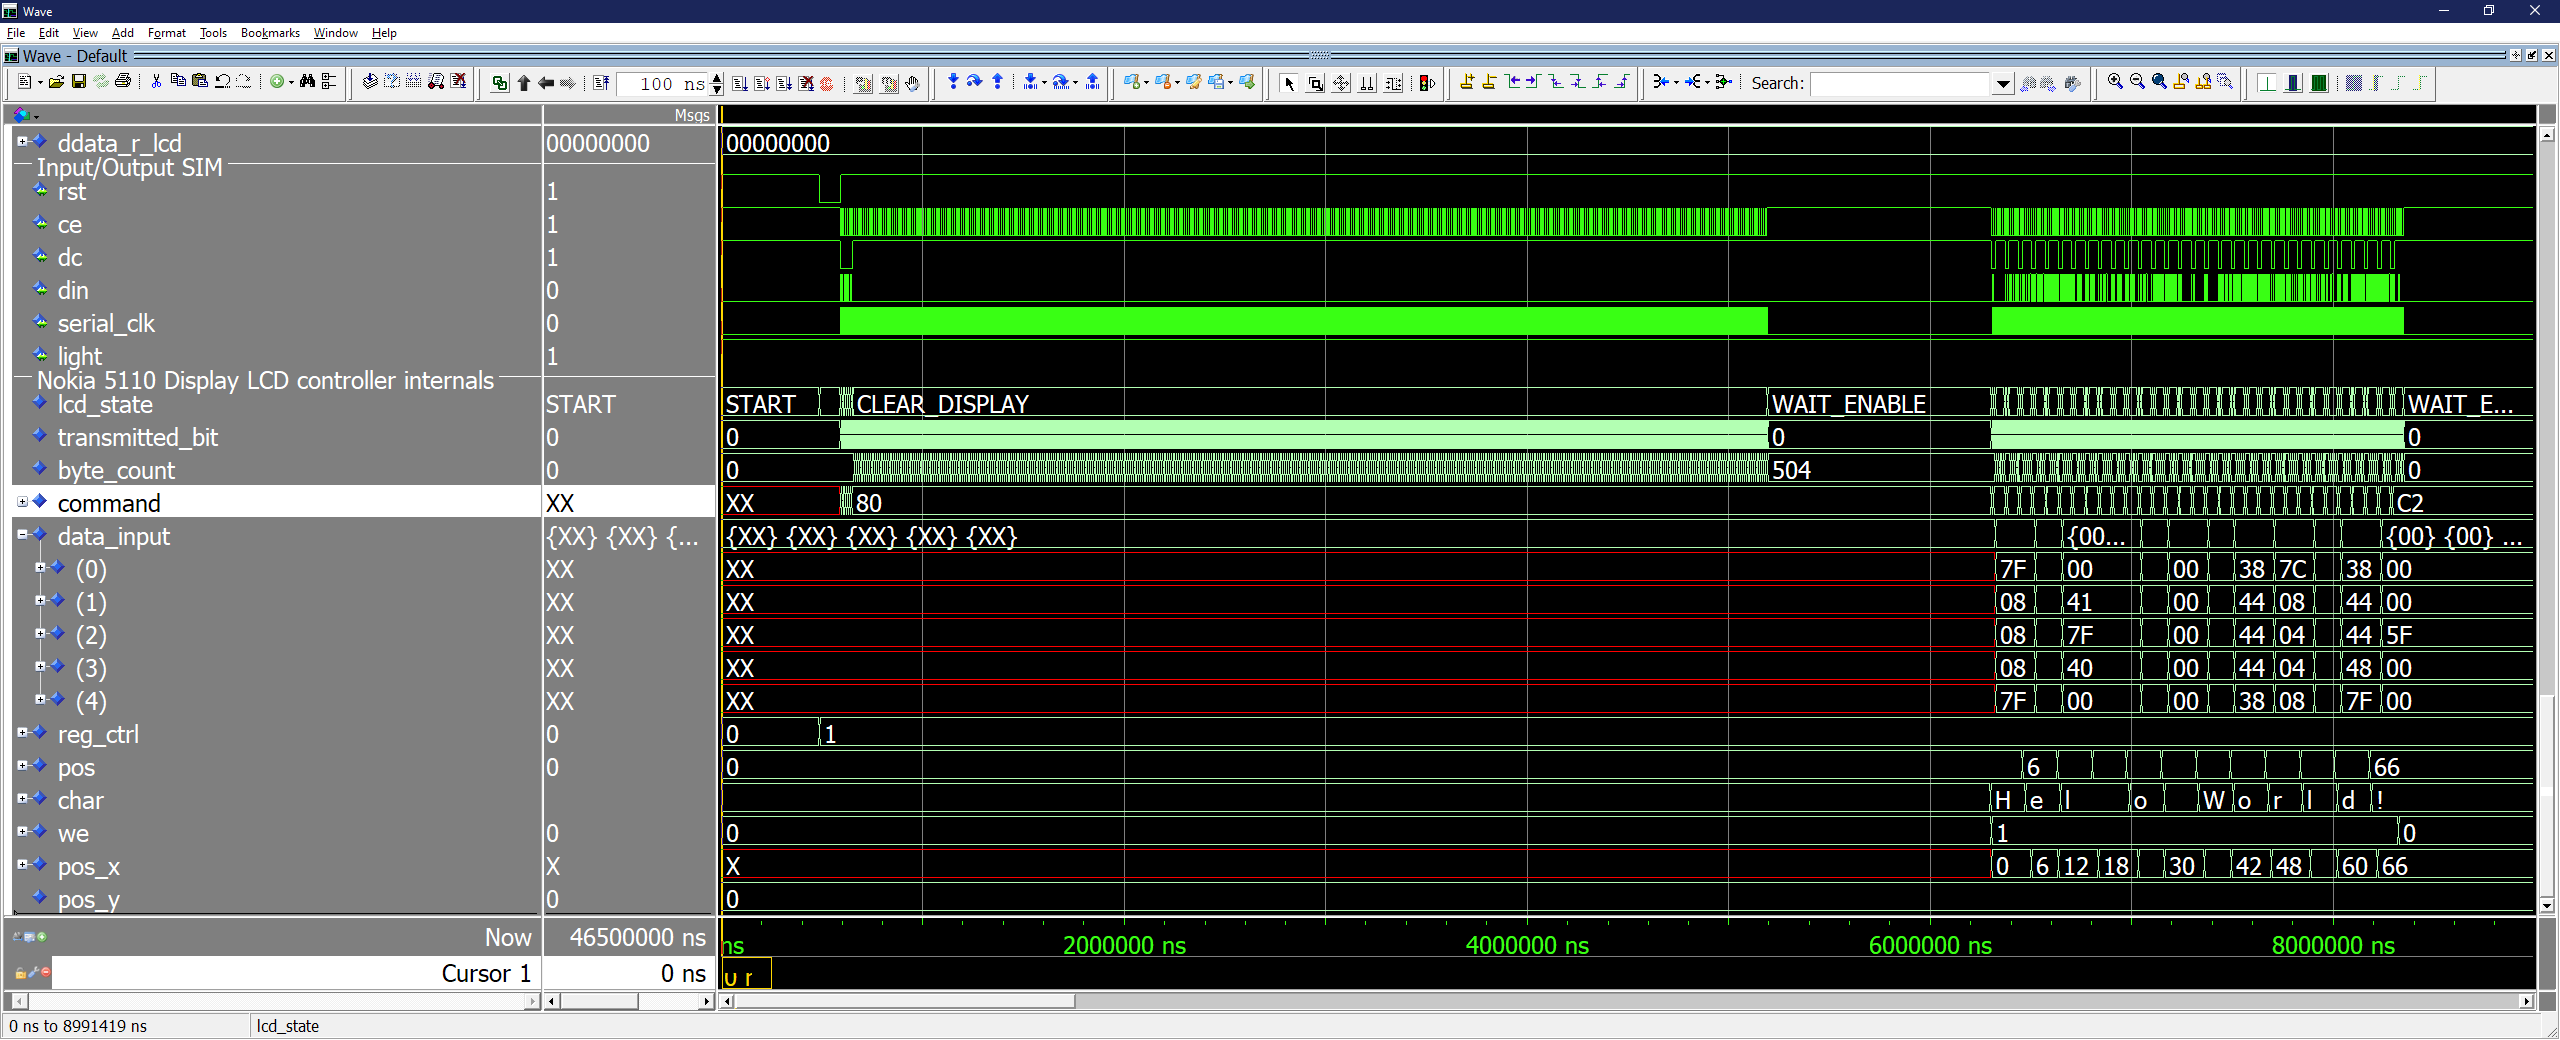 Wave
File Edit View Add Format Tools Bookmarks Window Help
Wave - Default
100 ns
Search:
Msgs
ddata_r_lcd 00000000 00000000
Input/Output SIM
rst 1
ce 1
dc 1
din 0
serial_clk 0
light 1
Nokia 5110 Display LCD controller internals
lcd_state START START CLEAR_DISPLAY WAIT_ENABLE WAIT_E...
transmitted_bit 0 0 0 0
byte_count 0 0 504 0
command XX XX 80 C2
data_input {XX} {XX} {... {XX} {XX} {XX} {XX} {XX} {00... {00} {00} ...
(0) XX XX 7F 00 00 38 7C 38 00
(1) XX XX 08 41 00 44 08 44 00
(2) XX XX 08 7F 00 44 04 44 5F
(3) XX XX 08 40 00 44 04 48 00
(4) XX XX 7F 00 00 38 08 7F 00
reg_ctrl 0 0 1
pos 0 0 6 66
char H e l o W o r l d !
we 0 0 1 0
pos_x X X 0 6 12 18 30 42 48 60 66
pos_y 0 0
Now 46500000 ns ns 2000000 ns 4000000 ns 6000000 ns 8000000 ns
Cursor 1 0 ns
0 ns to 8991419 ns lcd_state